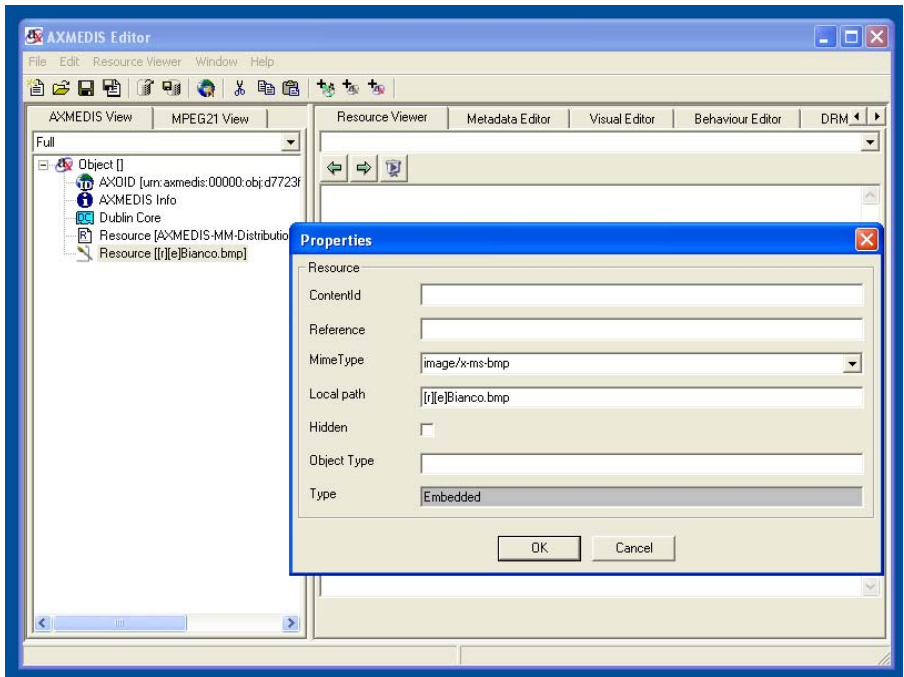 AXMEDIS Editor
File Edit Resource Viewer Window Help
AXMEDIS View MPEG21 View
Resource Viewer Metadata Editor Visual Editor Behaviour Editor DRM
Full
Object []
AXOID [urn:axmedis:00000:obj:d7723f
AXMEDIS Info
Dublin Core
Resource [AXMEDIS-MM-Distributio
Resource [[r][e]Bianco.bmp]
Properties
Resource
ContentId
Reference
MimeType image/x-ms-bmp
Local path [r][e]Bianco.bmp
Hidden
Object Type
Type Embedded
OK Cancel